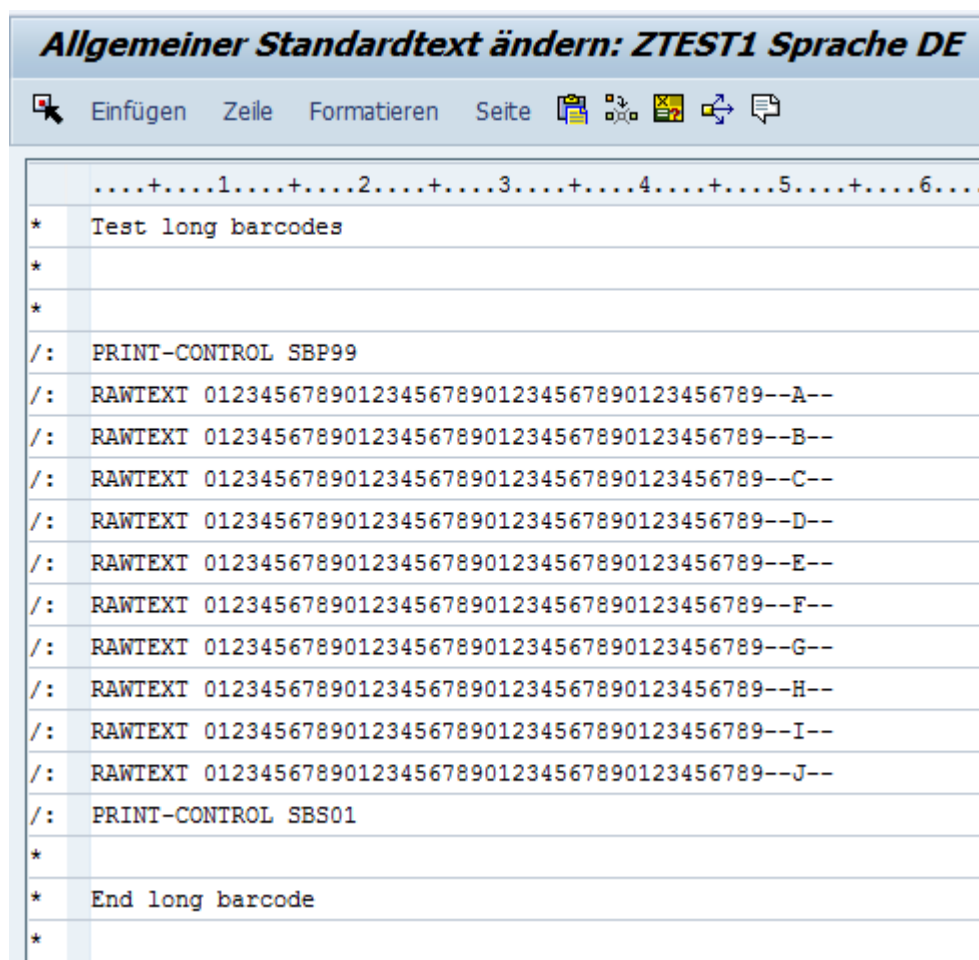 Allgemeiner Standardtext ändern: ZTEST1 Sprache DE
Einfügen Zeile Formatieren Seite
....+....1....+....2....+....3....+....4....+....5....+....6....
* Test long barcodes
*
*
/: PRINT-CONTROL SBP99
/: RAWTEXT 0123456789012345678901234567890123456789--A--
/: RAWTEXT 0123456789012345678901234567890123456789--B--
/: RAWTEXT 0123456789012345678901234567890123456789--C--
/: RAWTEXT 0123456789012345678901234567890123456789--D--
/: RAWTEXT 0123456789012345678901234567890123456789--E--
/: RAWTEXT 0123456789012345678901234567890123456789--F--
/: RAWTEXT 0123456789012345678901234567890123456789--G--
/: RAWTEXT 0123456789012345678901234567890123456789--H--
/: RAWTEXT 0123456789012345678901234567890123456789--I--
/: RAWTEXT 0123456789012345678901234567890123456789--J--
/: PRINT-CONTROL SBS01
*
* End long barcode
*